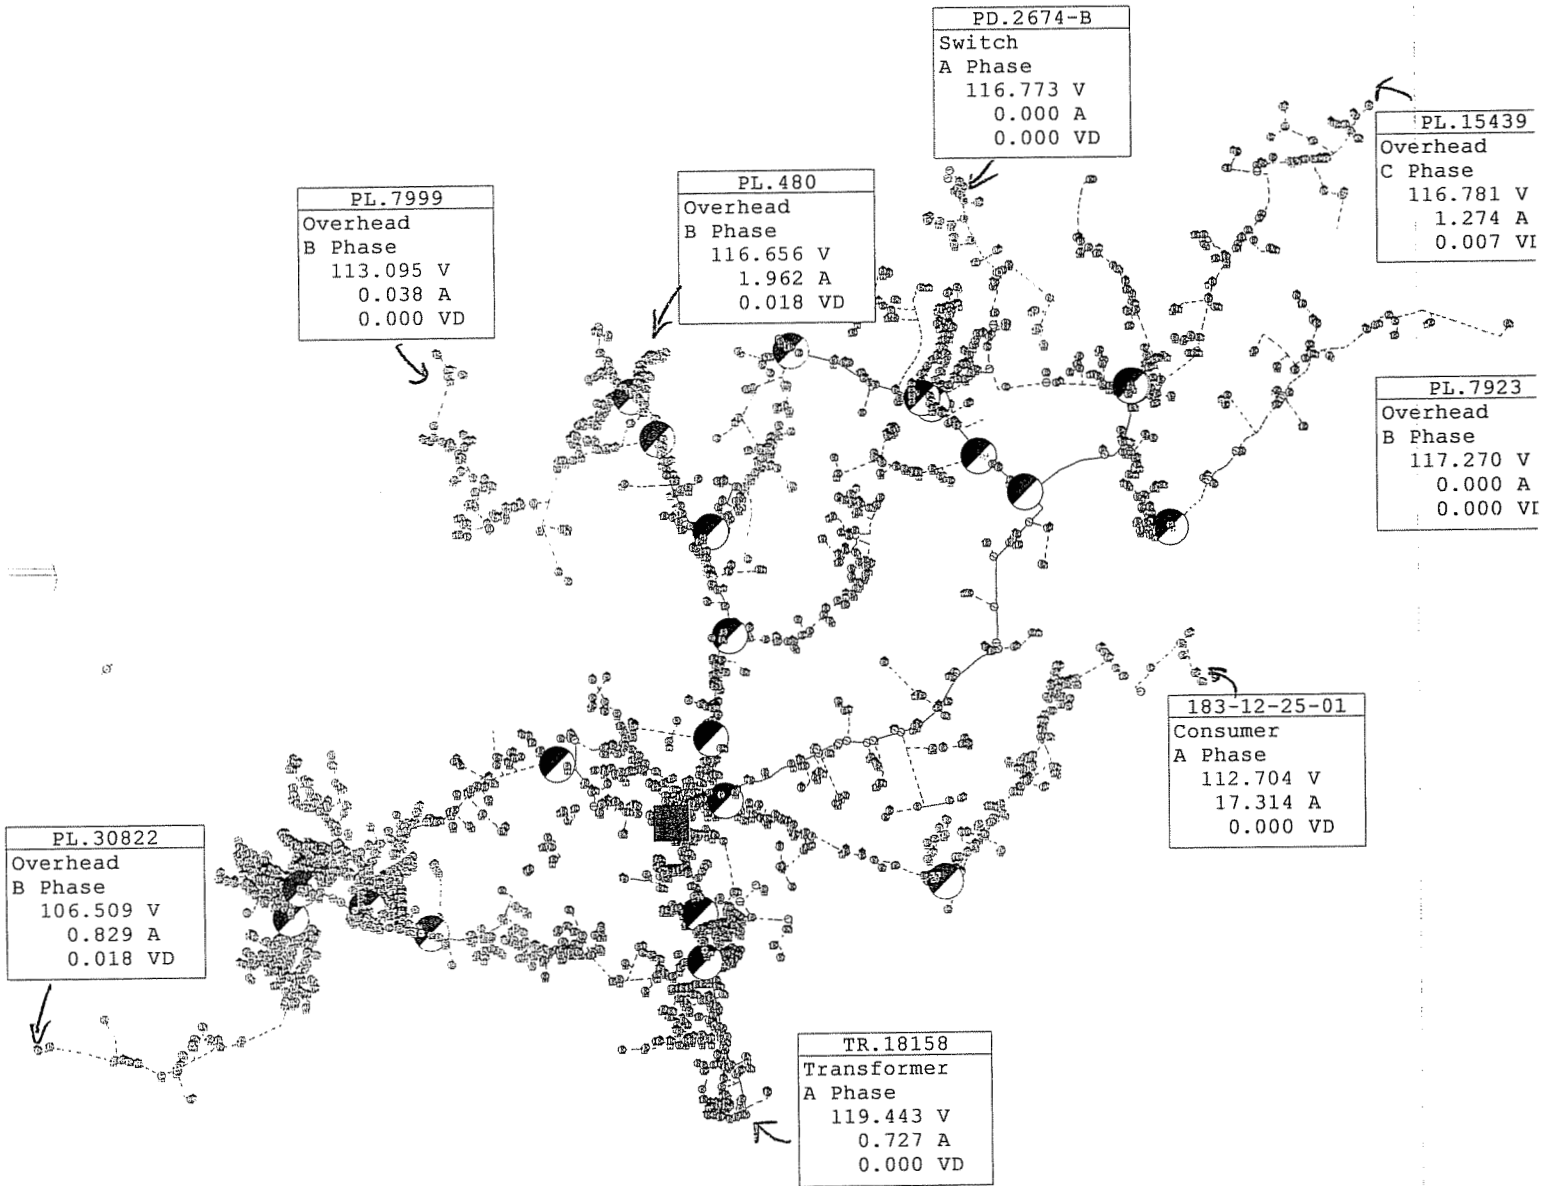 PD.2674-B
Switch
A Phase
116.773 V
0.000 A
0.000 VD
PL.15439
Overhead
C Phase
116.781 V
1.274 A
0.007
PL.480
Overhead
B Phase
116.656 V
1.962 A
0.018 VD
PL.7999
Overhead
B Phase
113.095 V
0.038 A
0.000 VD
PL.7923
Overhead
B Phase
117.270 V
0.000 A
0.000
183-12-25-01
Consumer
A Phase
112.704 V
17.314 A
0.000 VD
PL.30822
Overhead
B Phase
106.509 V
0.829 A
0.018 VD
TR.18158
Transformer
A Phase
119.443 V
0.727 A
0.000 VD